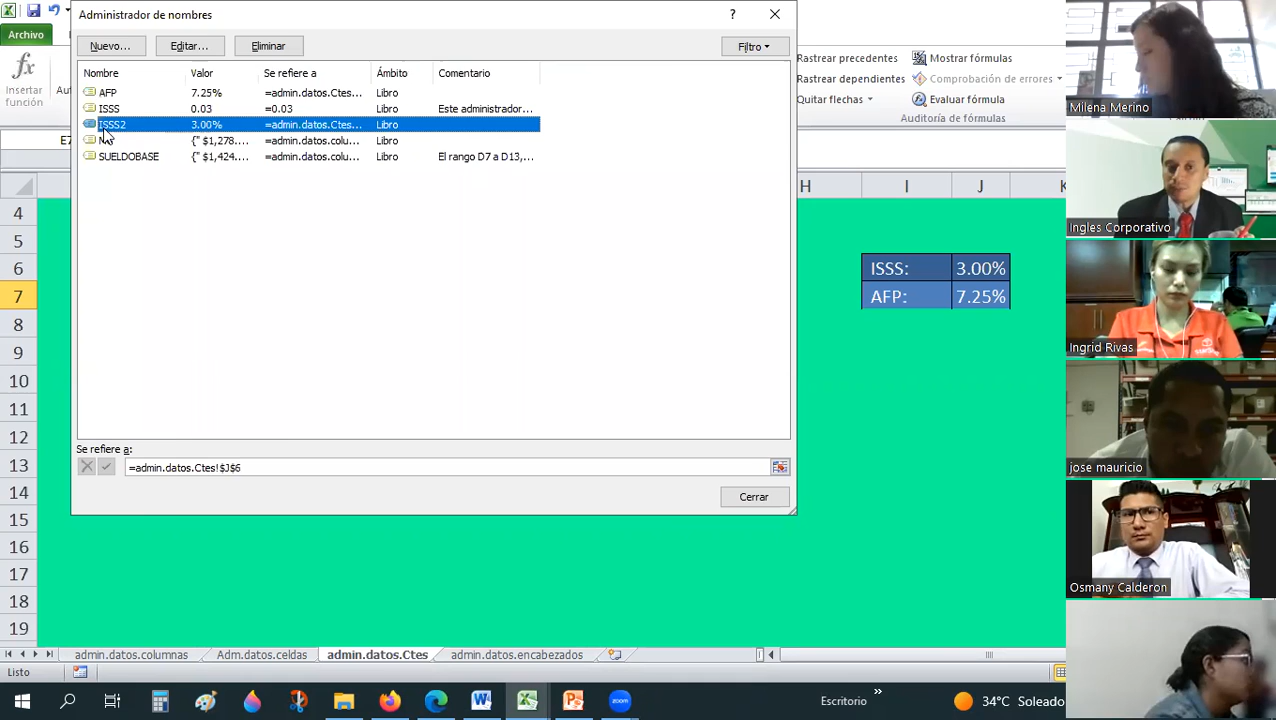 Administrador de nombres
?
Archivo
Nuevo...
Editar...
Eliminar
Filtro
fx
Insertar
función
Nombre Valor Se refiere a Ámbito Comentario
AFP 7.25% =admin.datos.Ctes... Libro
ISSS 0.03 =0.03 Libro Este administrador...
ISSS2 3.00% =admin.datos.Ctes... Libro
{" $1,278.... =admin.datos.colu... Libro
SUELDOBASE {" $1,424.... =admin.datos.colu... Libro El rango D7 a D13,...
Se refiere a:
=admin.datos.Ctes!$J$6
Cerrar
Rastrear precedentes
Rastrear dependientes
Quitar flechas
Mostrar fórmulas
Comprobación de errores
Evaluar fórmula
Auditoría de fórmulas
H I J K
4
5
6
7
8
9
10
11
12
13
14
15
16
17
18
19
ISSS: 3.00%
AFP: 7.25%
admin.datos.columnas Adm.datos.celdas admin.datos.Ctes admin.datos.encabezados
Listo
Escritorio
»
34°C Soleado
zoom
Milena Merino
Ingles Corporativo
Ingrid Rivas
jose mauricio
Osmany Calderon